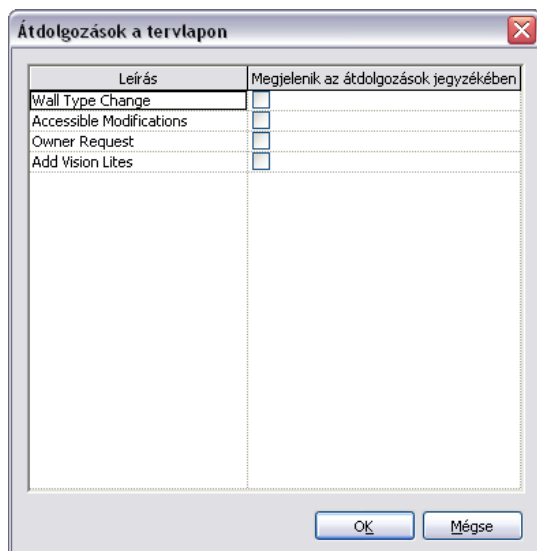 Átdolgozások a tervlapon
Leírás Megjelenik az átdolgozások jegyzékében
Wall Type Change
Accessible Modifications
Owner Request
Add Vision Lites
OK Mégse